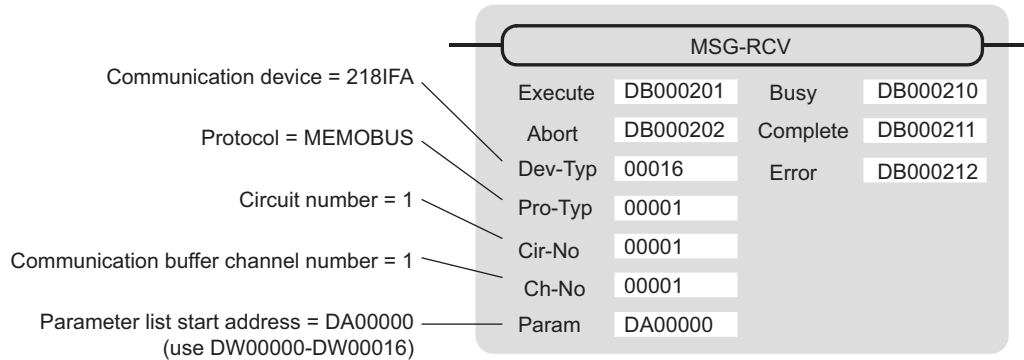 MSG-RCV
Communication device = 218IFA
Protocol = MEMOBUS
Circuit number = 1
Communication buffer channel number = 1
Parameter list start address = DA00000
(use DW00000-DW00016)
Execute DB000201 Busy DB000210
Abort DB000202 Complete DB000211
Dev-Typ 00016 Error DB000212
Pro-Typ 00001
Cir-No 00001
Ch-No 00001
Param DA00000